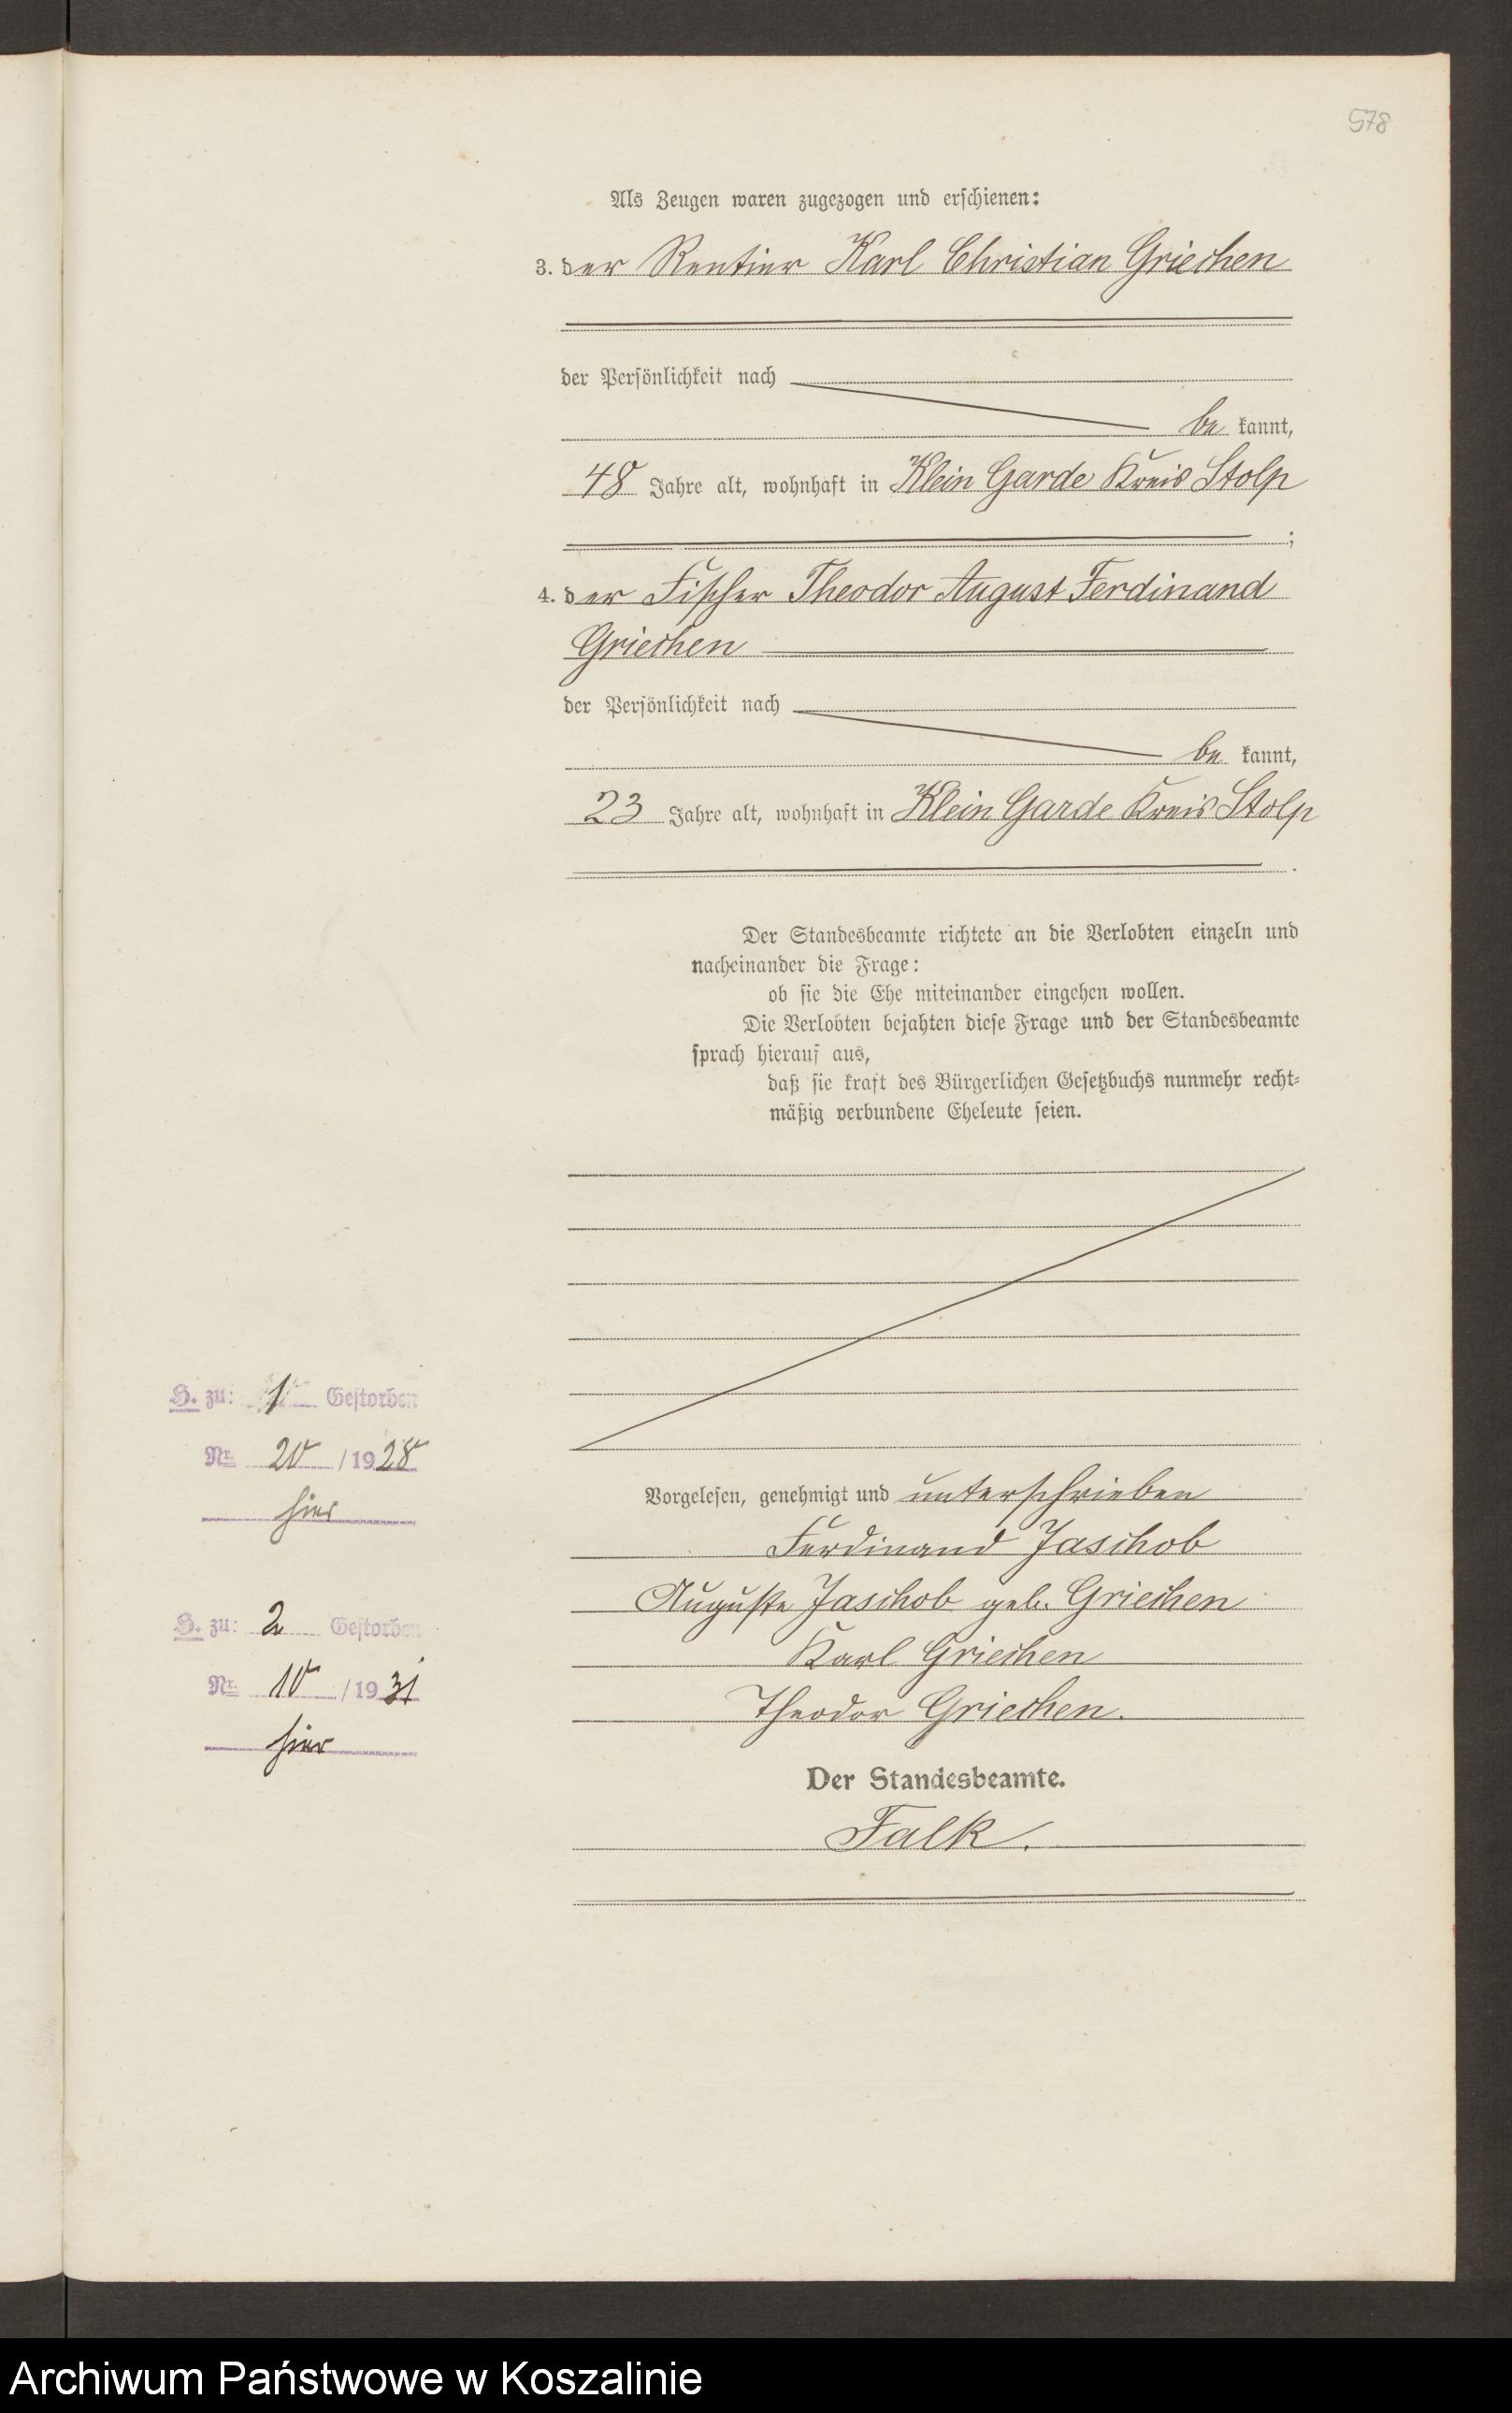 578
Als Zeugen waren zugezogen und erschienen:
3. der Rentier Karl Christian Griechen
der Persönlichkeit nach
be kannt,
48 Jahre alt, wohnhaft in Klein Garde Kreis Stolp
;
4. der Fischer Theodor August Ferdinand
Griechen
der Persönlichkeit nach
be kannt,
23 Jahre alt, wohnhaft in Klein Garde Kreis Stolp
.
Der Standesbeamte richtete an die Verlobten einzeln und
nacheinander die Frage:
ob sie die Ehe miteinander eingehen wollen.
Die Verlobten bejahten diese Frage und der Standesbeamte
sprach hierauf aus,
daß sie kraft des Bürgerlichen Gesetzbuchs nunmehr recht-
mäßig verbundene Eheleute seien.
H. zu: 1 Gestorben
Nr. 20 / 1928
hier
H. zu: 2 Gestorben
Nr. 10 / 1931
hier
Vorgelesen, genehmigt und unterschrieben
Ferdinand Jaschob
Auguste Jaschob geb. Griechen
Karl Griechen
Theodor Griechen.
Der Standesbeamte.
Falk.
Archiwum Państwowe w Koszalinie